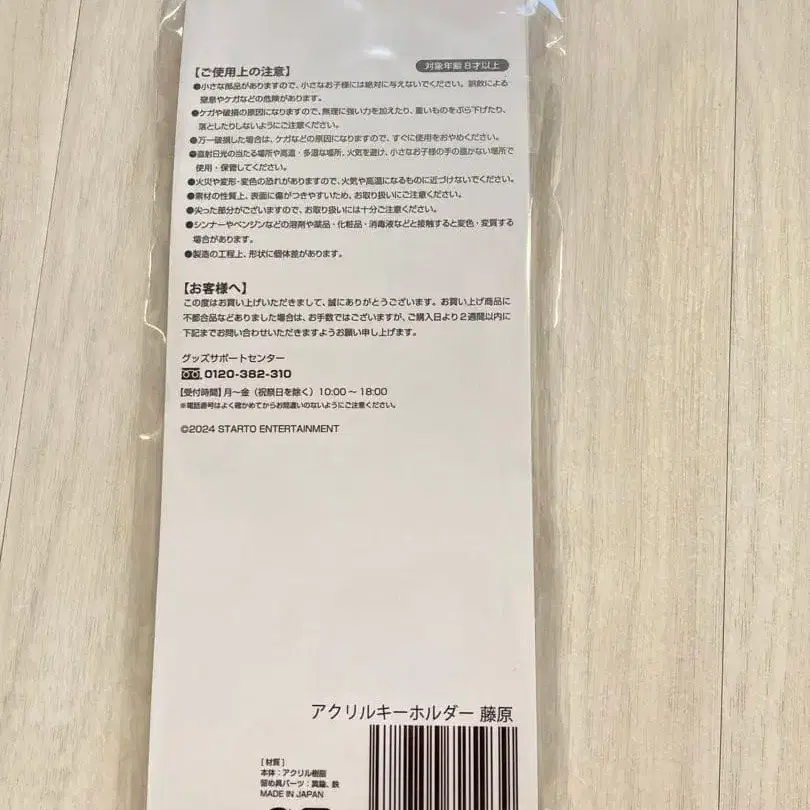 【ご使用上の注意】
対象年齢 8才以上
●小さな部品がありますので、小さなお子様には絶対に与えないでください。誤飲による
窒息やケガなどの危険があります。
●ケガや破損の原因になりますので、無理に強い力を加えたり、重いものをぶら下げたり、
落としたりしないようにご注意ください。
●万一破損した場合は、ケガなどの原因になりますので、すぐに使用をおやめください。
●直射日光の当たる場所や高温・多湿な場所、火気を避け、小さなお子様の手の届かない場所で
使用・保管してください。
●火災や変形・変色の恐れがありますので、火気や高温になるものに近づけないでください。
●素材の性質上、表面に傷がつきやすいため、お取り扱いにご注意ください。
●尖った部分がございますので、お取り扱いには十分ご注意ください。
●シンナーやベンジンなどの溶剤や薬品・化粧品・消毒液などと接触すると変色・変質する
場合があります。
●製造の工程上、形状に個体差があります。
【お客様へ】
この度はお買い上げいただきまして、誠にありがとうございます。お買い上げ商品に
不都合品などありました場合は、お手数ではございますが、ご購入日より2週間以内に
下記までお問い合わせいただきますようお願い申し上げます。
グッズサポートセンター
0120-382-310
【受付時間】月〜金（祝祭日を除く）10:00〜18:00
※電話番号はよく確かめてからお間違いのないようにご注意ください。
©2024 STARTO ENTERTAINMENT
アクリルキーホルダー 藤原
[材質]
本体：アクリル樹脂
留め具パーツ：真鍮、鉄
MADE IN JAPAN